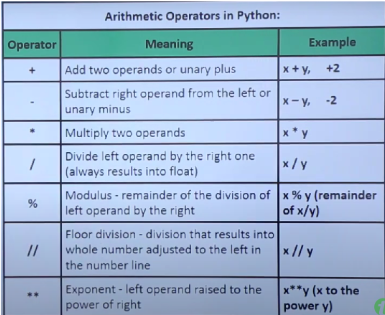 Arithmetic Operators in Python:
Operator Meaning Example
+ Add two operands or unary plus x + y, +2
- Subtract right operand from the left or
unary minus x – y, -2
* Multiply two operands x * y
/ Divide left operand by the right one
(always results into float) x / y
% Modulus - remainder of the division of
left operand by the right x % y (remainder
of x/y)
// Floor division - division that results into
whole number adjusted to the left in
the number line x // y
** Exponent - left operand raised to the
power of right x**y (x to the
power y)